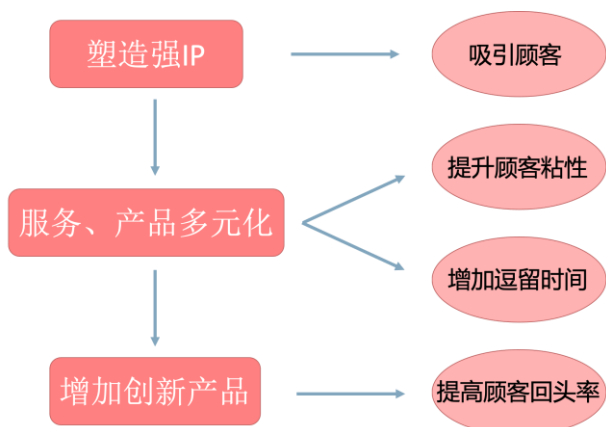 塑造强IP
吸引顾客
提升顾客粘性
服务、产品多元化
增加逗留时间
增加创新产品
提高顾客回头率